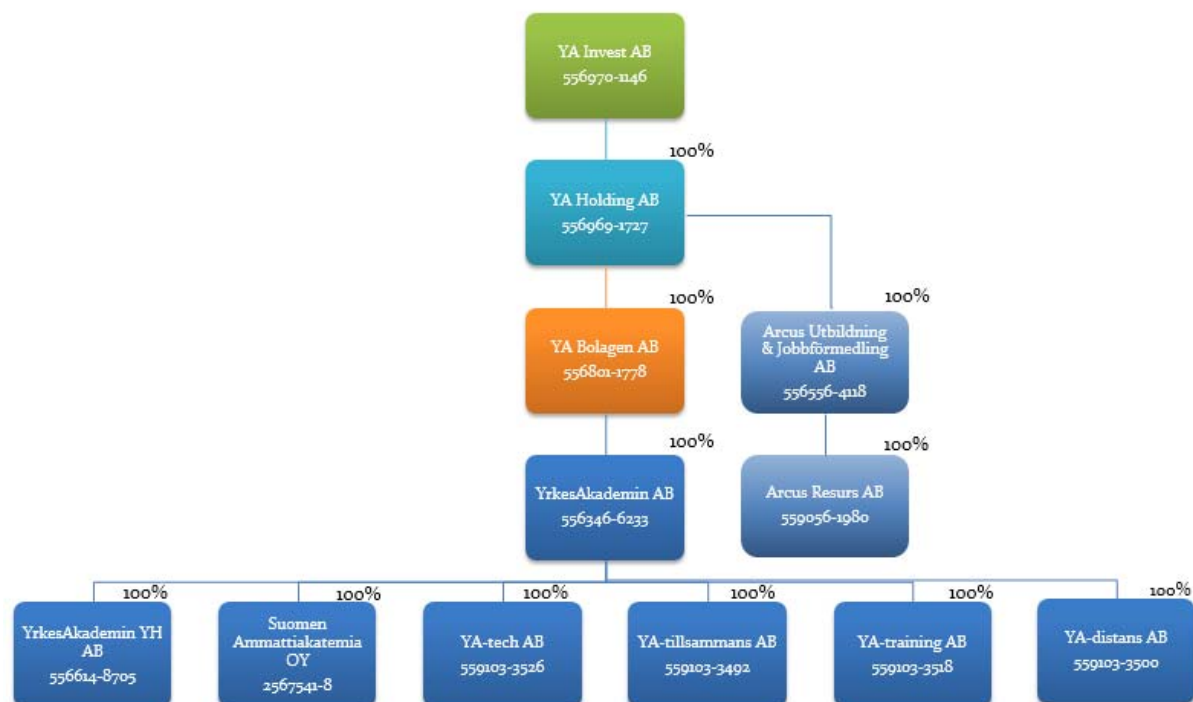 YA Invest AB
556970-1146
100%
YA Holding AB
556969-1727
100%
100%
YA Bolagen AB
556801-1778
Arcus Utbildning
& Jobbförmedling
AB
556556-4118
100%
100%
YrkesAkademin AB
556346-6233
Arcus Resurs AB
559056-1980
100%
100%
100%
100%
100%
100%
YrkesAkademin YH
AB
556614-8705
Suomen
Ammattiakatemia
OY
2567541-8
YA-tech AB
559103-3526
YA-tillsammans AB
559103-3492
YA-training AB
559103-3518
YA-distans AB
559103-3500